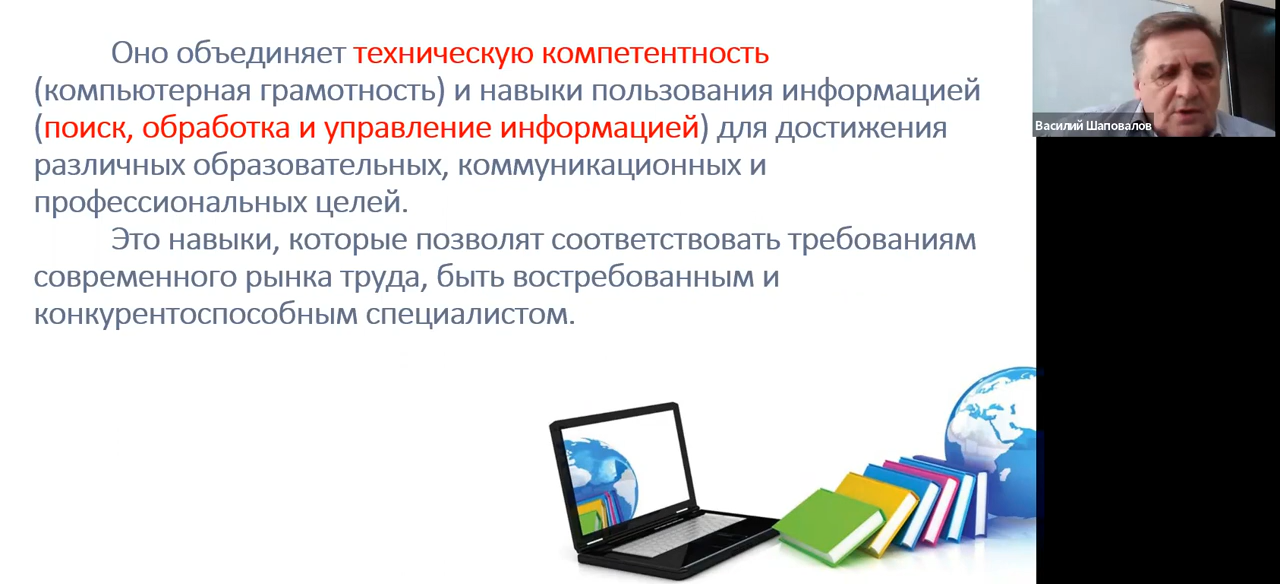 Оно объединяет техническую компетентность
(компьютерная грамотность) и навыки пользования информацией
(поиск, обработка и управление информацией) для достижения
различных образовательных, коммуникационных и
профессиональных целей.
Это навыки, которые позволят соответствовать требованиям
современного рынка труда, быть востребованным и
конкурентоспособным специалистом.
Василий Шаповалов